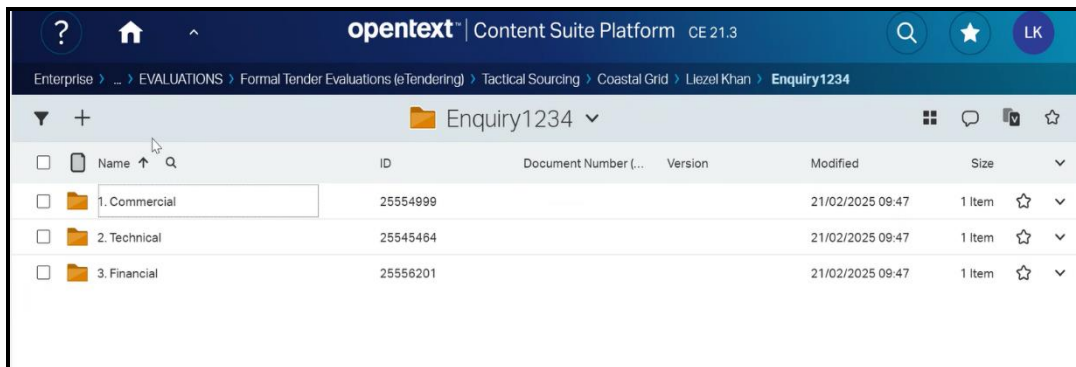 ? opentext™ | Content Suite Platform CE 21.3 LK
Enterprise > ... > EVALUATIONS > Formal Tender Evaluations (eTendering) > Tactical Sourcing > Coastal Grid > Liezel Khan > Enquiry1234
Enquiry1234
Name ID Document Number (... Version Modified Size
1. Commercial 25554999 21/02/2025 09:47 1 Item
2. Technical 25545464 21/02/2025 09:47 1 Item
3. Financial 25556201 21/02/2025 09:47 1 Item